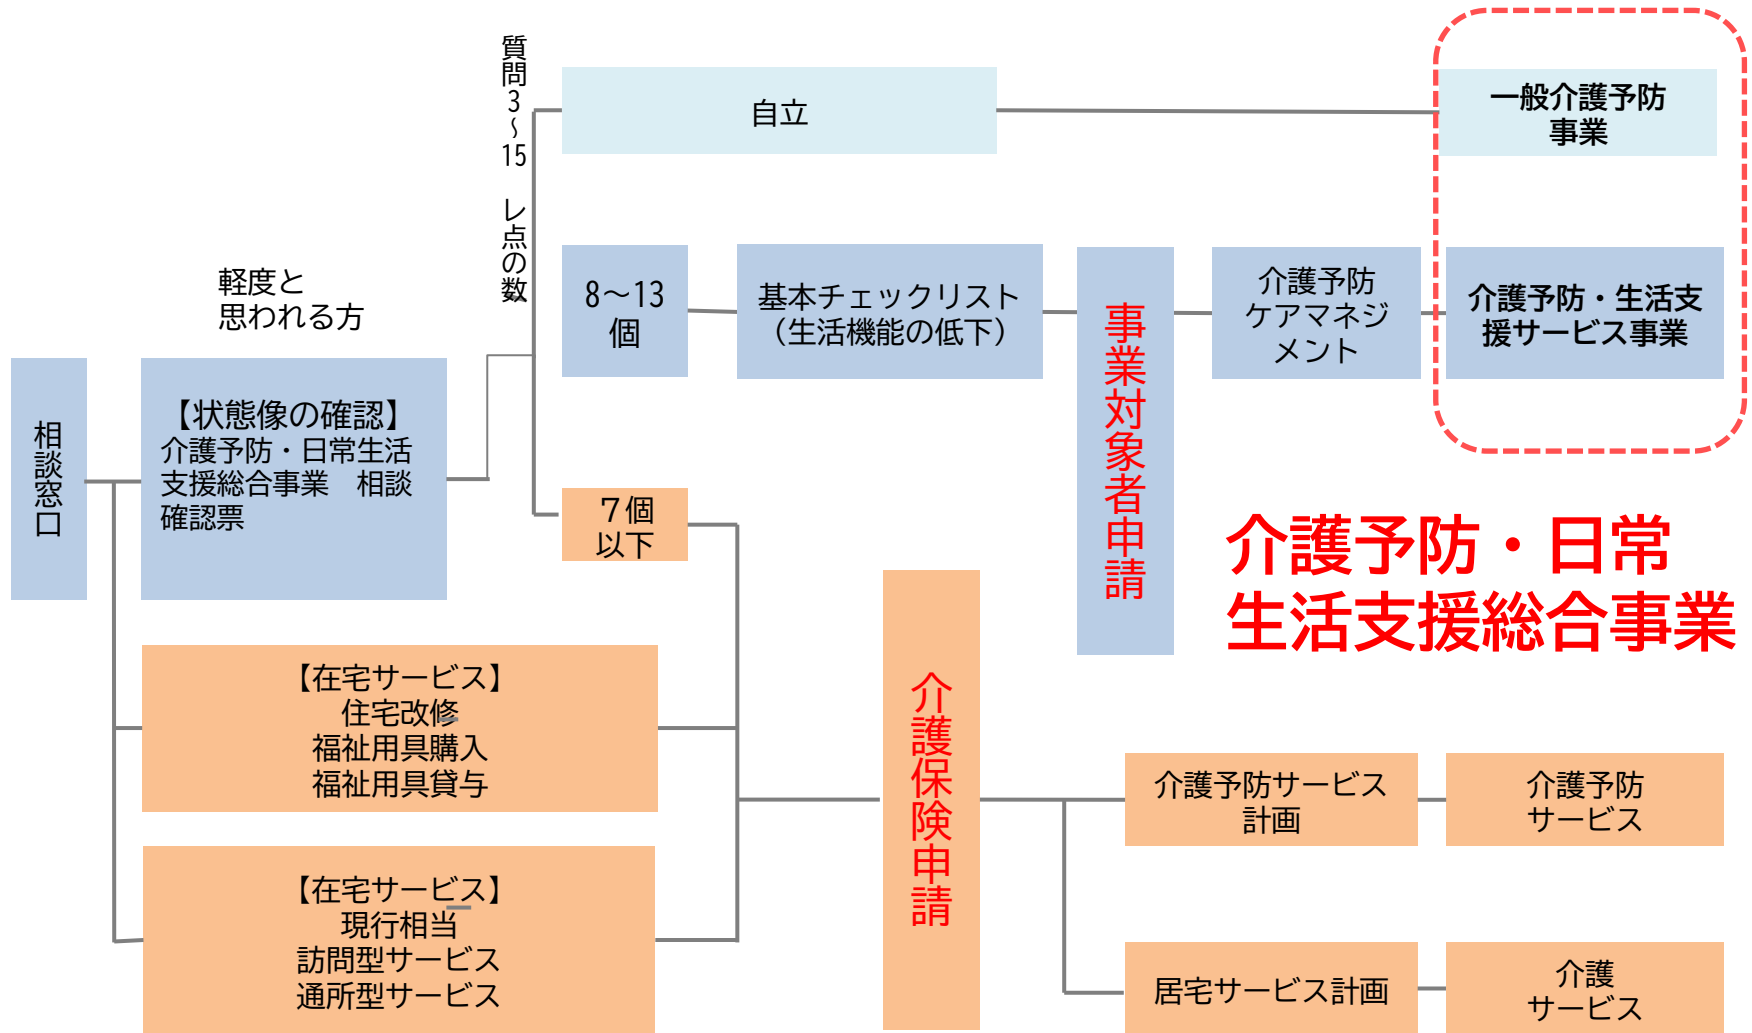 質問3～15　レ点の数
自立
一般介護予防
事業
軽度と
思われる方
8～13
個
基本チェックリスト
（生活機能の低下）
事業対象者申請
介護予防
ケアマネジ
メント
介護予防・生活支
援サービス事業
相談窓口
【状態像の確認】
介護予防・日常生活
支援総合事業　相談
確認票
７個
以下
介護予防・日常
生活支援総合事業
【在宅サービス】
住宅改修
福祉用具購入
福祉用具貸与
介護保険申請
介護予防サービス
計画
介護予防
サービス
【在宅サービス】
現行相当
訪問型サービス
通所型サービス
居宅サービス計画
介護
サービス